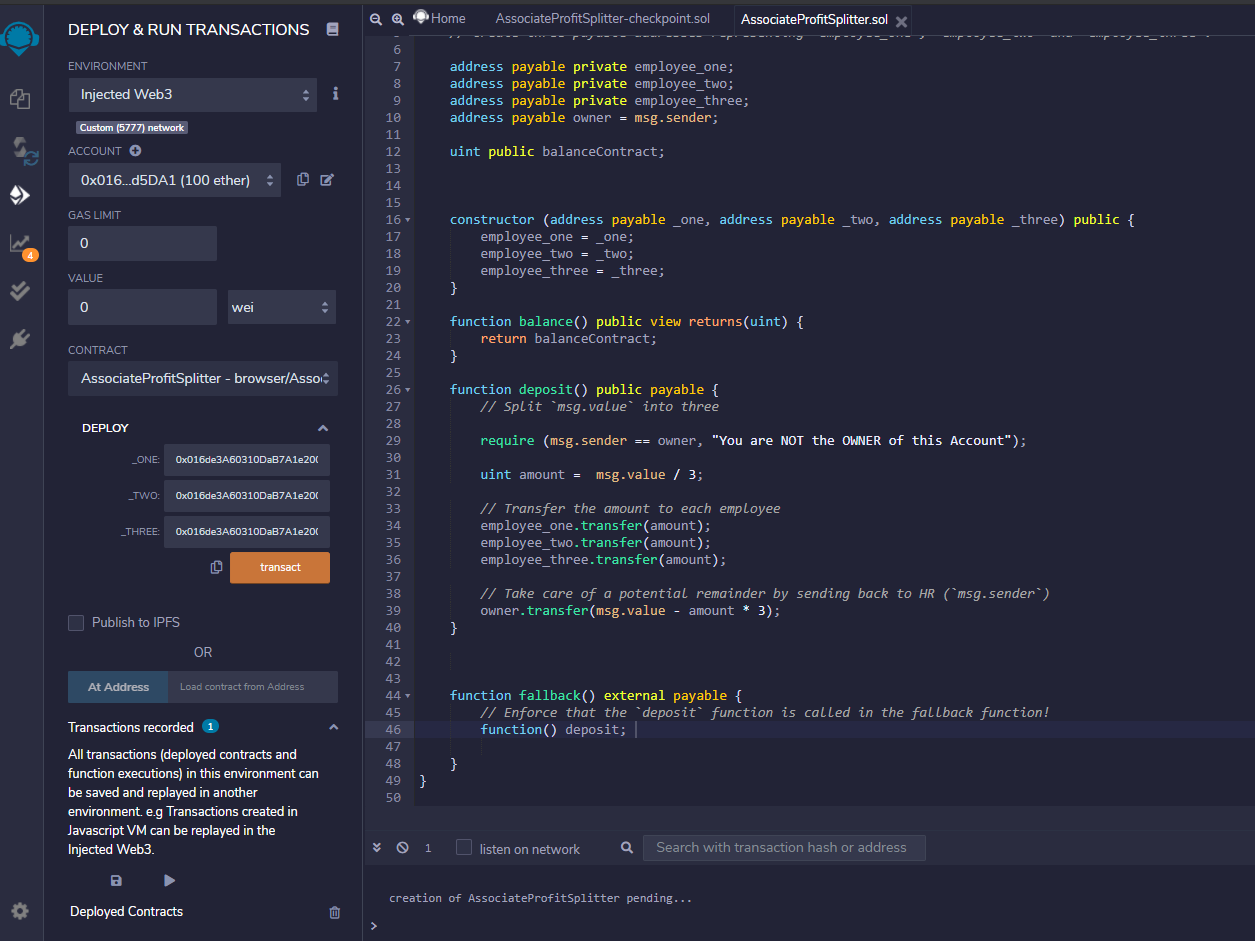 DEPLOY & RUN TRANSACTIONS
ENVIRONMENT
Injected Web3
Custom (5777) network
ACCOUNT
0x016...d5DA1 (100 ether)
GAS LIMIT
0
VALUE
0
wei
CONTRACT
AssociateProfitSplitter - browser/Asso
DEPLOY
_ONE:
0x016de3A60310DaB7A1e200
_TWO:
0x016de3A60310DaB7A1e200
_THREE:
0x016de3A60310DaB7A1e200
transact
Publish to IPFS
OR
At Address
Load contract from Address
Transactions recorded 1
All transactions (deployed contracts and
function executions) in this environment can
be saved and replayed in another
environment. e.g Transactions created in
Javascript VM can be replayed in the
Injected Web3.
Deployed Contracts
4
Home
AssociateProfitSplitter-checkpoint.sol
AssociateProfitSplitter.sol
6
7 address payable private employee_one;
8 address payable private employee_two;
9 address payable private employee_three;
10 address payable owner = msg.sender;
11
12 uint public balanceContract;
13
14
15
16 constructor (address payable _one, address payable _two, address payable _three) public {
17 employee_one = _one;
18 employee_two = _two;
19 employee_three = _three;
20 }
21
22 function balance() public view returns(uint) {
23 return balanceContract;
24 }
25
26 function deposit() public payable {
27 // Split `msg.value` into three
28
29 require (msg.sender == owner, "You are NOT the OWNER of this Account");
30
31 uint amount =  msg.value / 3;
32
33 // Transfer the amount to each employee
34 employee_one.transfer(amount);
35 employee_two.transfer(amount);
36 employee_three.transfer(amount);
37
38 // Take care of a potential remainder by sending back to HR (`msg.sender`)
39 owner.transfer(msg.value - amount * 3);
40 }
41
42
43
44 function fallback() external payable {
45 // Enforce that the `deposit` function is called in the fallback function!
46 function() deposit;
47
48 }
49 }
50
1
listen on network
Search with transaction hash or address
creation of AssociateProfitSplitter pending...
>